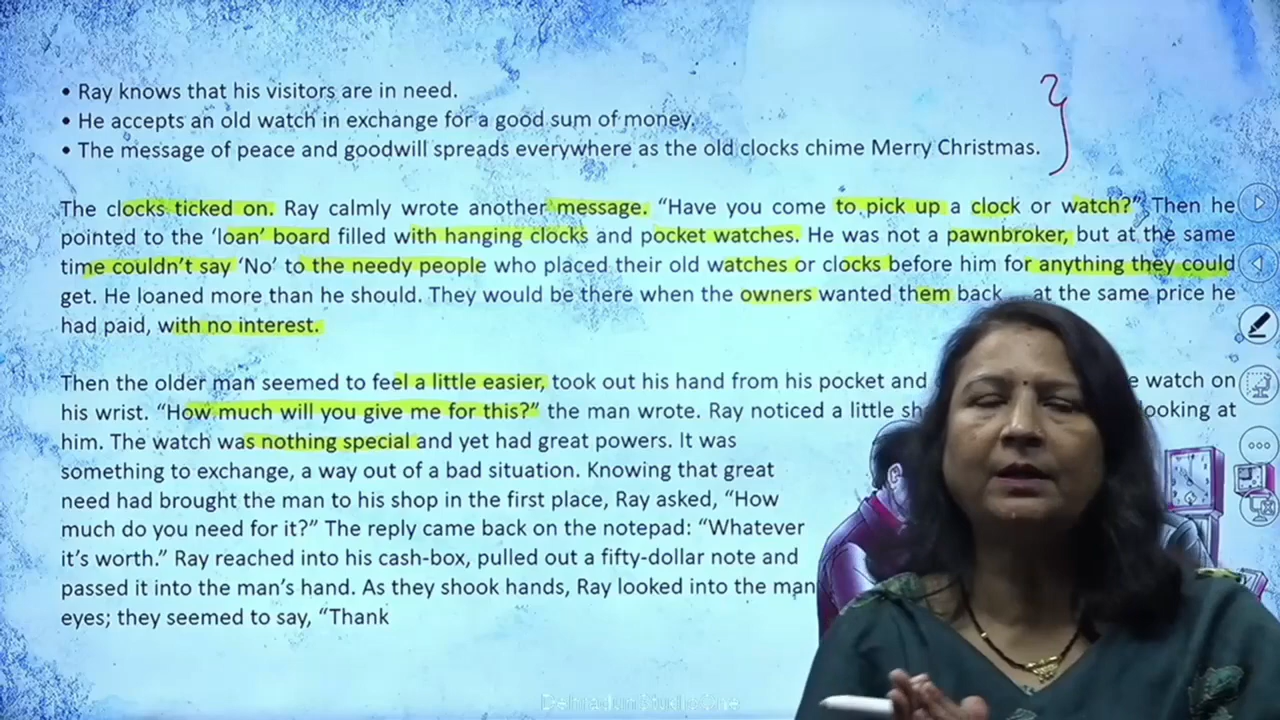 • Ray knows that his visitors are in need.
• He accepts an old watch in exchange for a good sum of money.
• The message of peace and goodwill spreads everywhere as the old clocks chime Merry Christmas.
The clocks ticked on. Ray calmly wrote another message. “Have you come to pick up a clock or watch?” Then he
pointed to the ‘loan’ board filled with hanging clocks and pocket watches. He was not a pawnbroker, but at the same
time couldn’t say ‘No’ to the needy people who placed their old watches or clocks before him for anything they could
get. He loaned more than he should. They would be there when the owners wanted them back at the same price he
had paid, with no interest.
Then the older man seemed to feel a little easier, took out his hand from his pocket and watch on
his wrist. “How much will you give me for this?” the man wrote. Ray noticed a little looking at
him. The watch was nothing special and yet had great powers. It was
something to exchange, a way out of a bad situation. Knowing that great
need had brought the man to his shop in the first place, Ray asked, “How
much do you need for it?” The reply came back on the notepad: “Whatever
it’s worth.” Ray reached into his cash-box, pulled out a fifty-dollar note and
passed it into the man’s hand. As they shook hands, Ray looked into the man
eyes; they seemed to say, “Thank